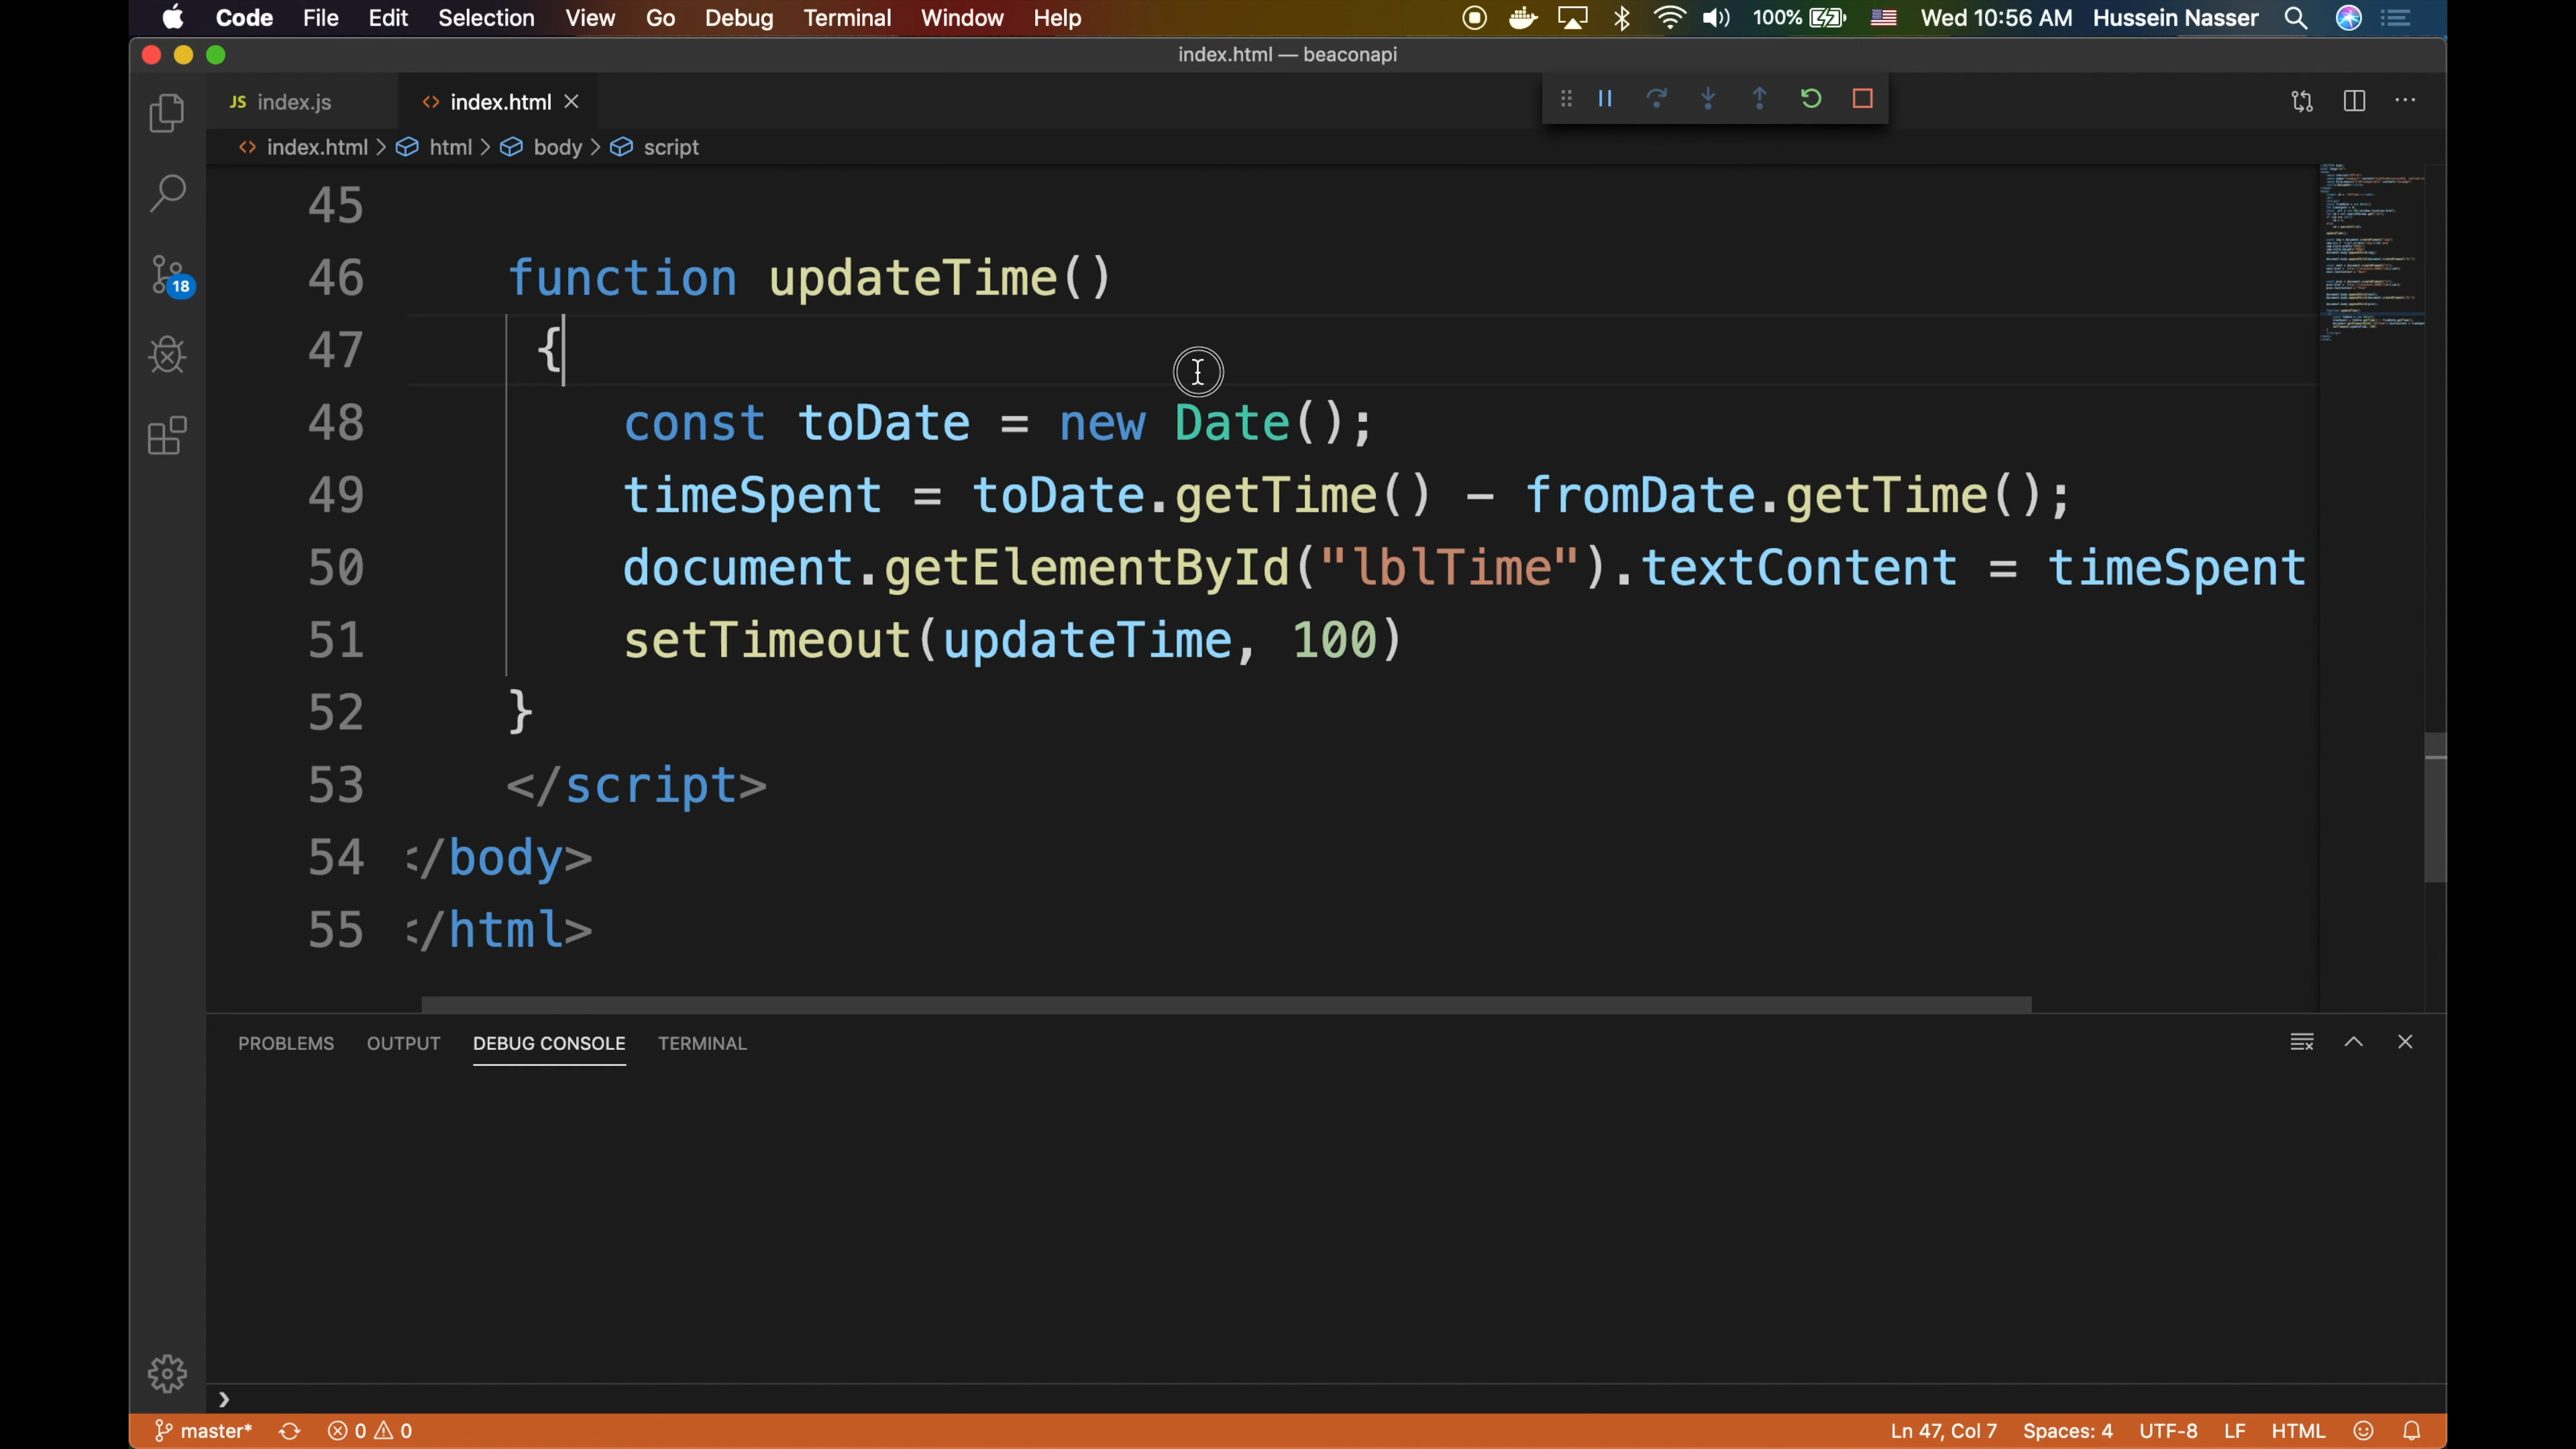 Code File Edit Selection View Go Debug Terminal Window Help 100% Wed 10:56 AM Hussein Nasser
index.html — beaconapi
JS index.js index.html
index.html > html > body > script
45
46 function updateTime()
47 {
48 const toDate = new Date();
49 timeSpent = toDate.getTime() - fromDate.getTime();
50 document.getElementById("lblTime").textContent = timeSpent
51 setTimeout(updateTime, 100)
52 }
53 </script>
54 </body>
55 </html>
18
PROBLEMS OUTPUT DEBUG CONSOLE TERMINAL
master* 0 0 Ln 47, Col 7 Spaces: 4 UTF-8 LF HTML